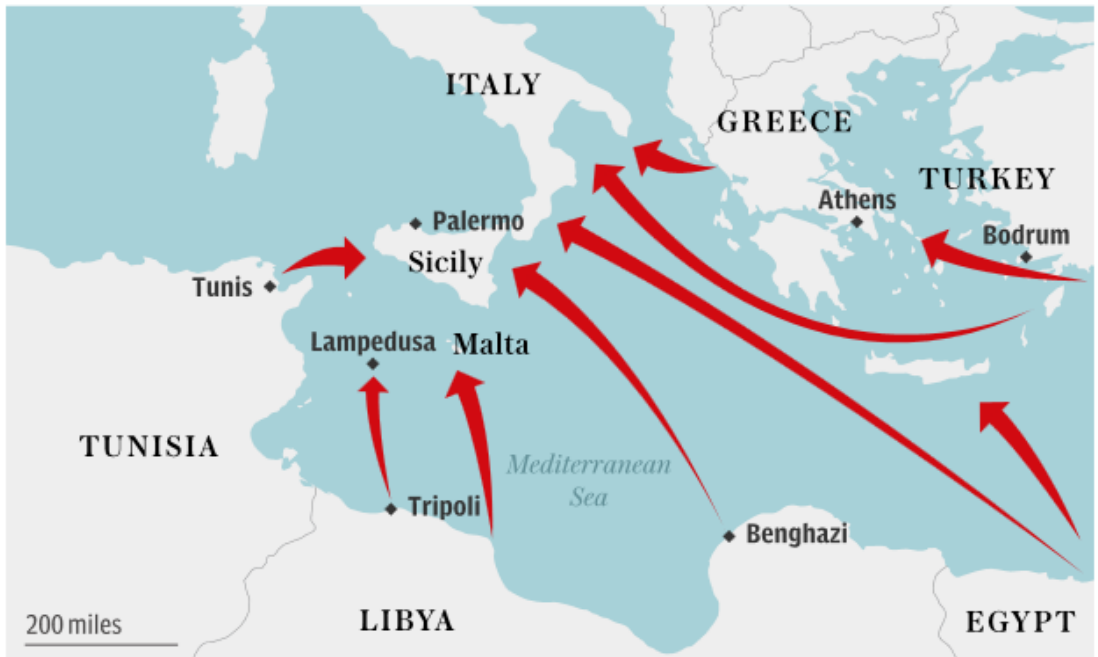 ITALY
GREECE
TURKEY
Athens
Bodrum
Palermo
Sicily
Tunis
Lampedusa
Malta
TUNISIA
Mediterranean
Sea
Tripoli
Benghazi
LIBYA
EGYPT
200 miles